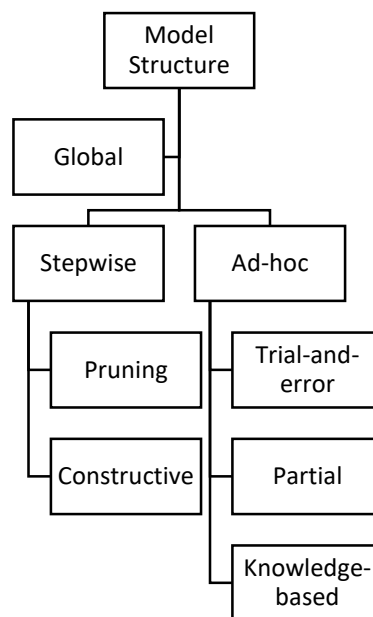 Model
Structure
Global
Stepwise
Ad-hoc
Pruning
Trial-and-
error
Constructive
Partial
Knowledge-
based